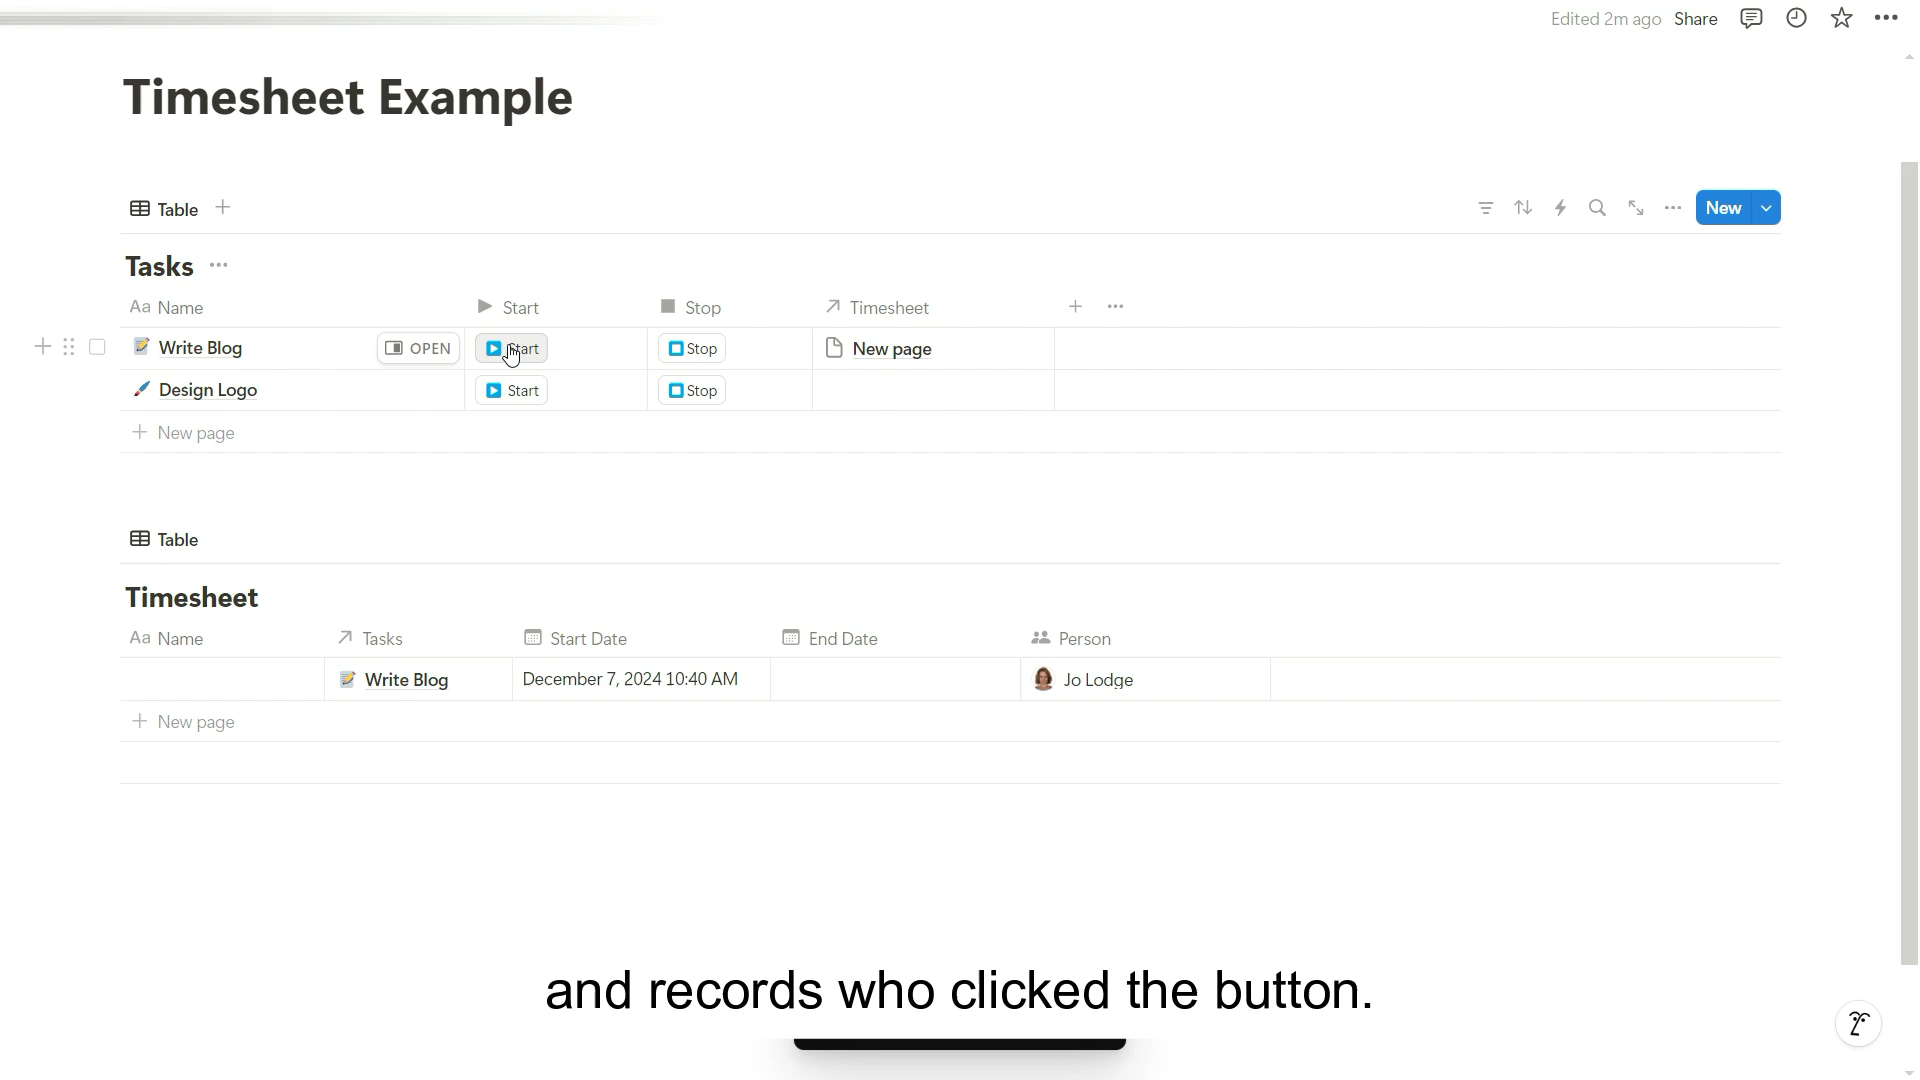 Edited 2m ago Share
Timesheet Example
Table
New
Tasks
Aa Name Start Stop Timesheet
Write Blog OPEN Start Stop New page
Design Logo Start Stop
New page
Table
Timesheet
Aa Name Tasks Start Date End Date Person
Write Blog December 7, 2024 10:40 AM Jo Lodge
New page
and records who clicked the button.